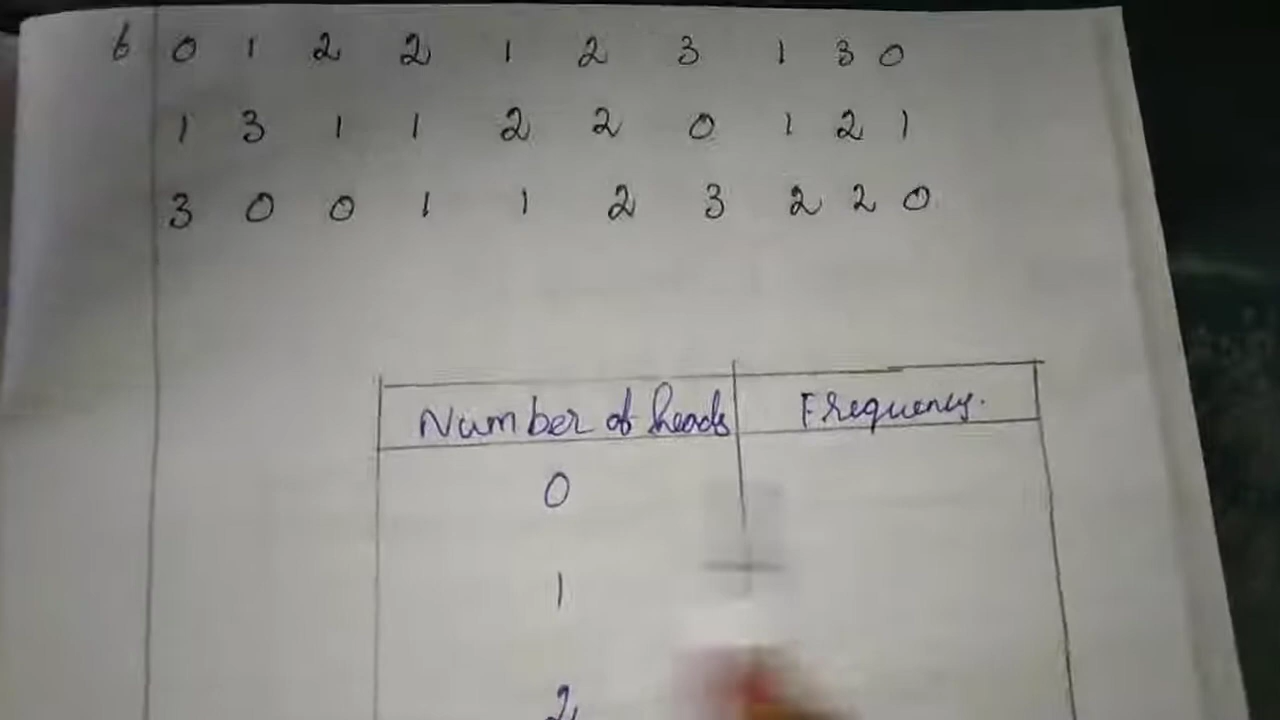 6 0 1 2 2 1 2 3 1 3 0
1 3 1 1 2 2 0 1 2 1
3 0 0 1 1 2 3 2 2 0
Number of heads Frequency.
0
1
2